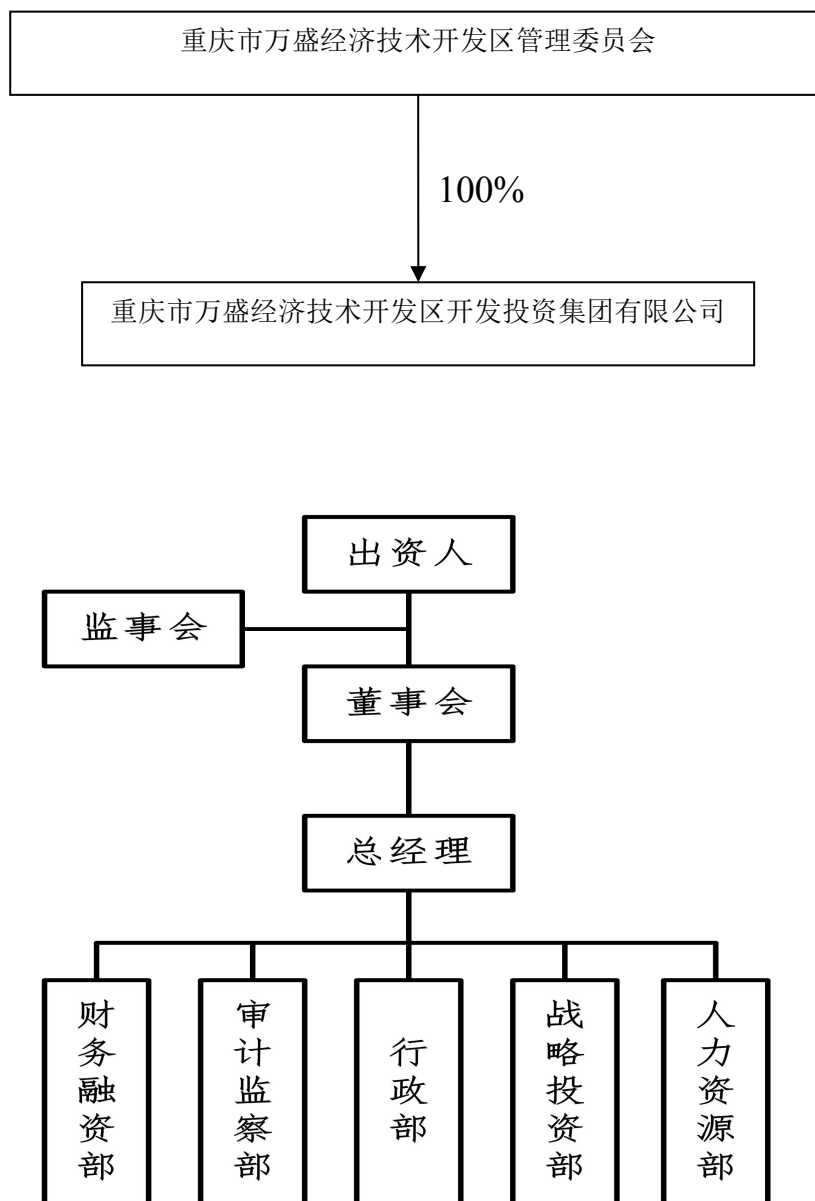 重庆市万盛经济技术开发区管理委员会
100%
重庆市万盛经济技术开发区开发投资集团有限公司
出资人
监事会
董事会
总经理
财务融资部
审计监察部
行政部
战略投资部
人力资源部